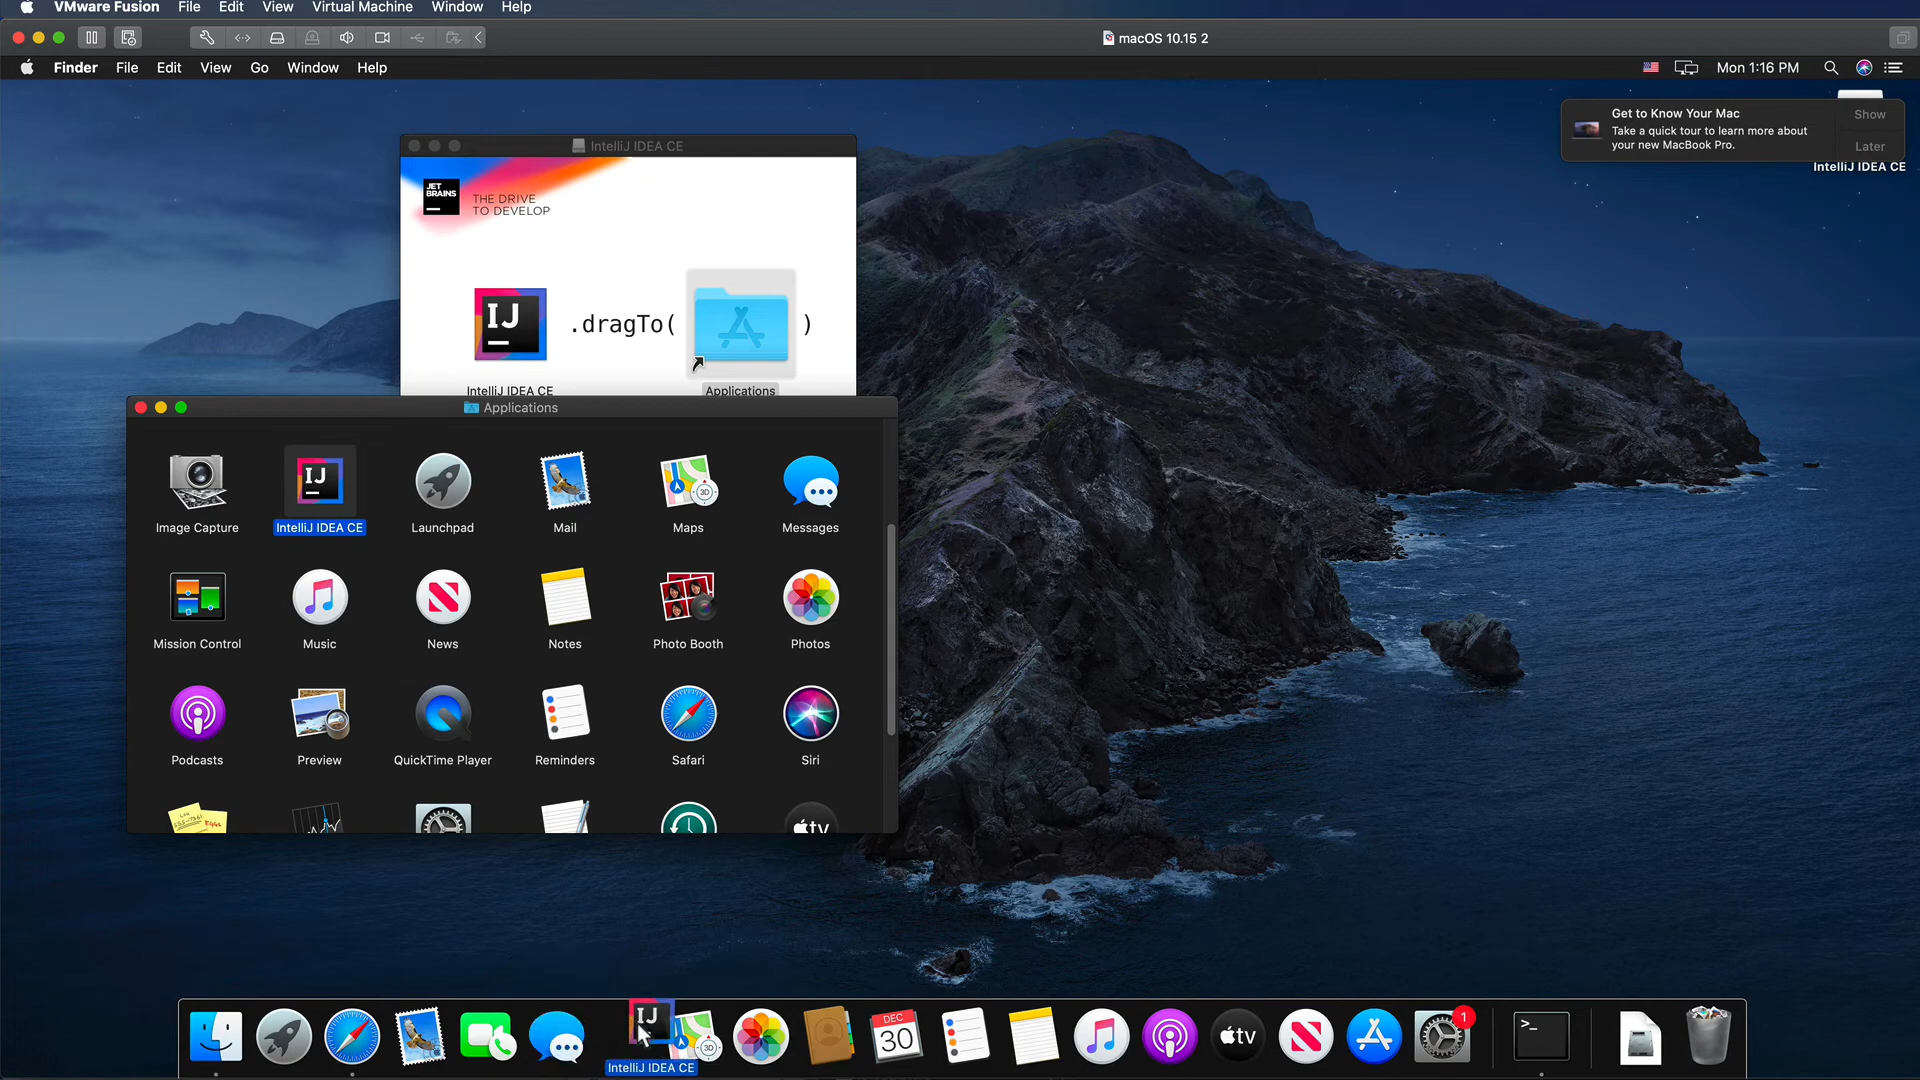 VMware Fusion File Edit View Virtual Machine Window Help
macOS 10.15 2
Finder File Edit View Go Window Help
Mon 1:16 PM
Get to Know Your Mac
Take a quick tour to learn more about
your new MacBook Pro.
Show
Later
IntelliJ IDEA CE
IntelliJ IDEA CE
JET
BRAINS
THE DRIVE
TO DEVELOP
IJ
.dragTo( )
IntelliJ IDEA CE
Applications
Applications
IJ
3D
Image Capture
IntelliJ IDEA CE
Launchpad
Mail
Maps
Messages
Mission Control
Music
News
Notes
Photo Booth
Photos
Podcasts
Preview
QuickTime Player
Reminders
Safari
Siri
tv
IJ
3D
IntelliJ IDEA CE
DEC
30
tv
1
>_